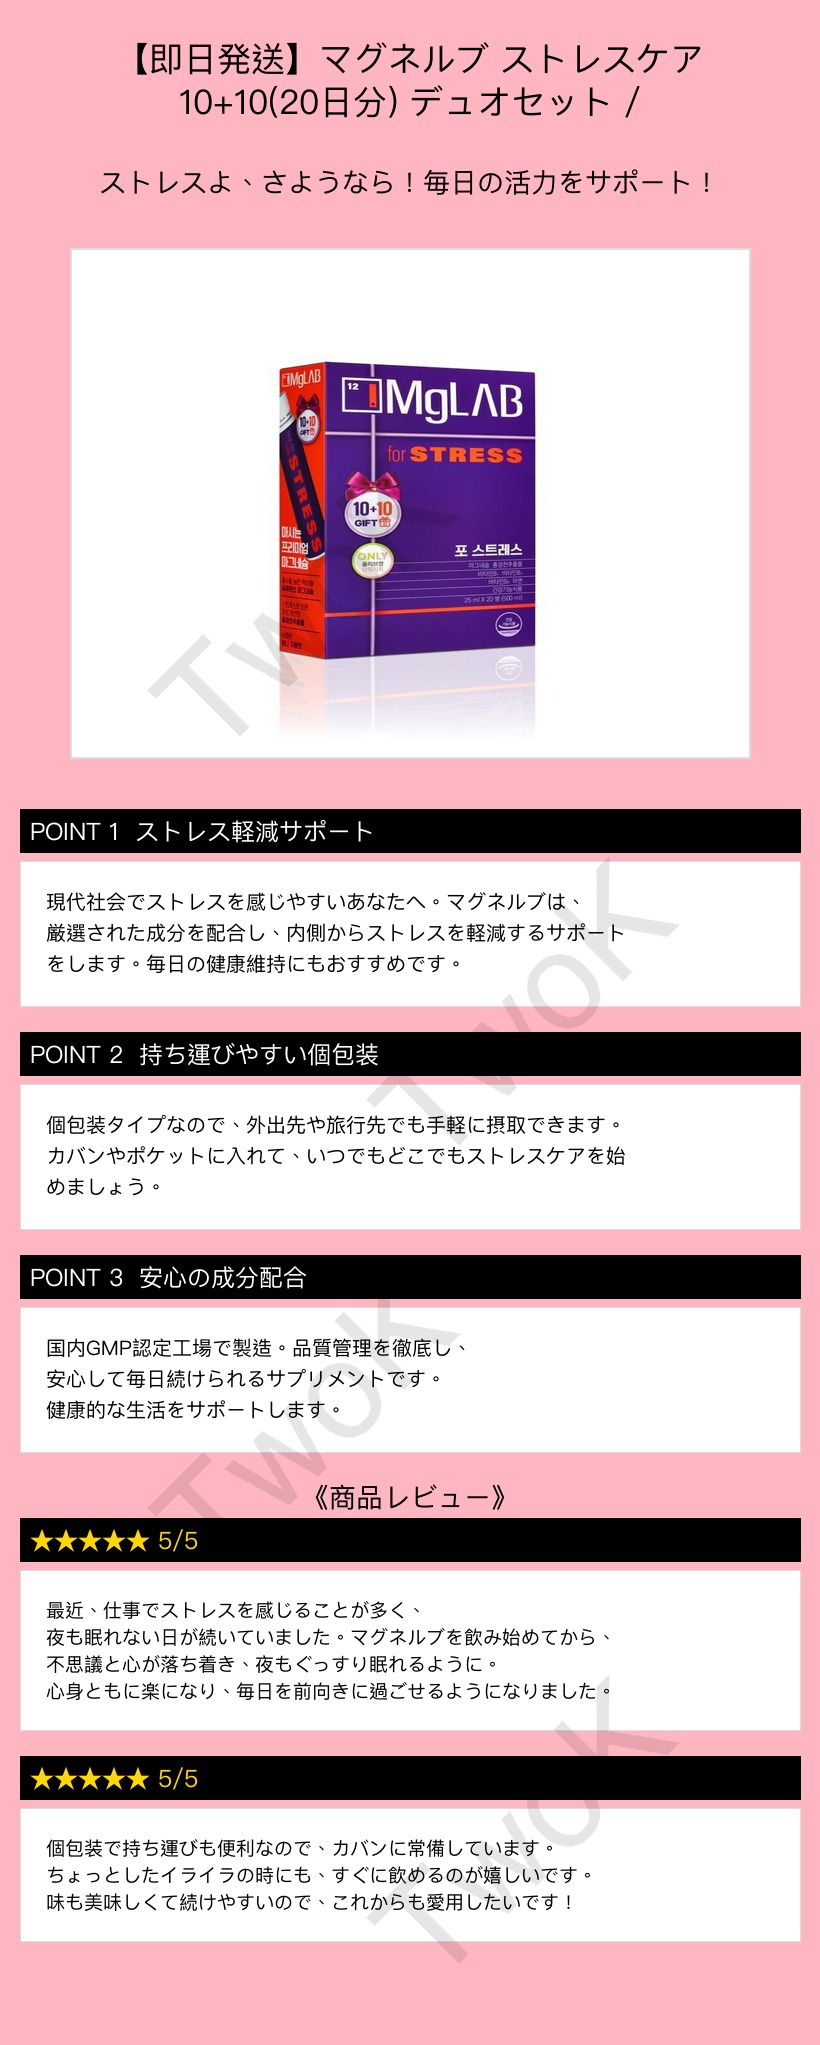 【即日発送】マグネルブ ストレスケア
10+10(20日分) デュオセット /
ストレスよ、さようなら！毎日の活力をサポート！
MgLAB
10+10
GIFT
STRESS
마시는
프리미엄
마그네슘
12
MgLAB
for STRESS
10+10
GIFT
ONLY
올리브영
포 스트레스
마그네슘 홍경천추출물
건강기능식품
25 ml X 20 병 (500 ml)
TwoK
POINT 1 ストレス軽減サポート
現代社会でストレスを感じやすいあなたへ。マグネルブは、
厳選された成分を配合し、内側からストレスを軽減するサポート
をします。毎日の健康維持にもおすすめです。
TwoK
POINT 2 持ち運びやすい個包装
個包装タイプなので、外出先や旅行先でも手軽に摂取できます。
カバンやポケットに入れて、いつでもどこでもストレスケアを始
めましょう。
POINT 3 安心の成分配合
国内GMP認定工場で製造。品質管理を徹底し、
安心して毎日続けられるサプリメントです。
健康的な生活をサポートします。
TwoK
《商品レビュー》
★★★★★ 5/5
最近、仕事でストレスを感じることが多く、
夜も眠れない日が続いていました。マグネルブを飲み始めてから、
不思議と心が落ち着き、夜もぐっすり眠れるように。
心身ともに楽になり、毎日を前向きに過ごせるようになりました。
★★★★★ 5/5
個包装で持ち運びも便利なので、カバンに常備しています。
ちょっとしたイライラの時にも、すぐに飲めるのが嬉しいです。
味も美味しくて続けやすいので、これからも愛用したいです！
TwoK